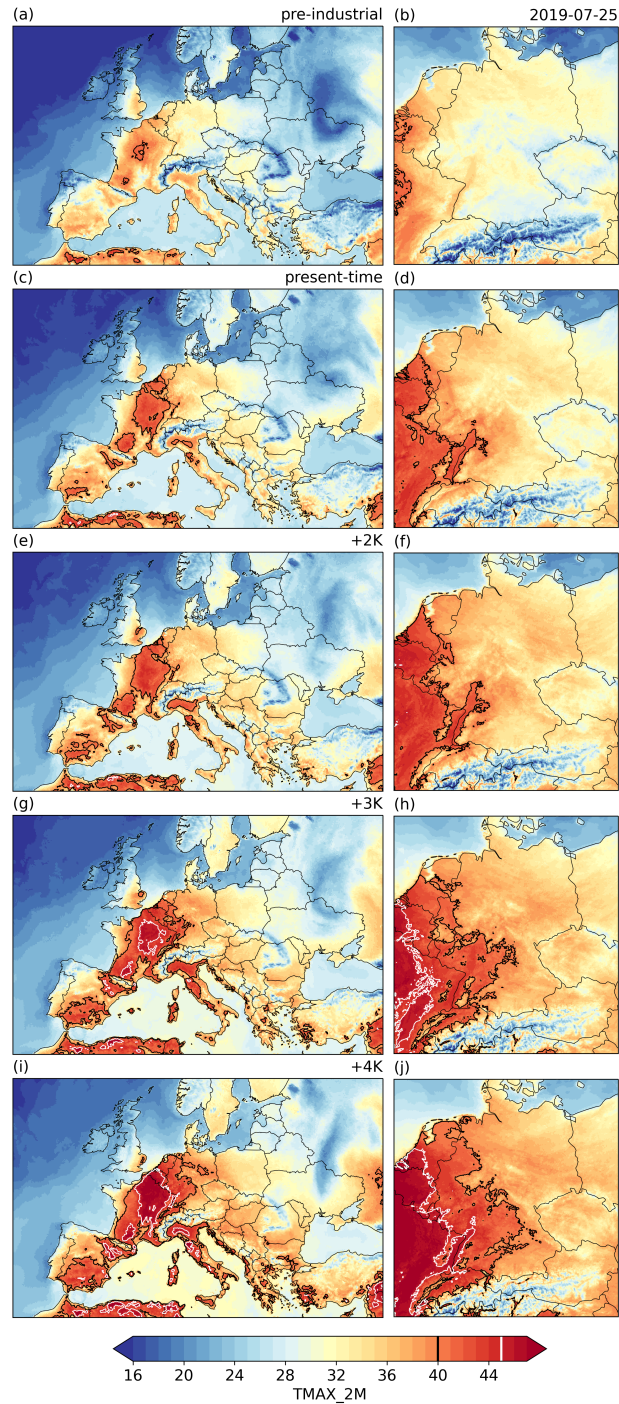 (a) pre-industrial (b) 2019-07-25
(c) present-time (d)
(e) +2K (f)
(g) +3K (h)
(i) +4K (j)
16 20 24 28 32 36 40 44
TMAX_2M